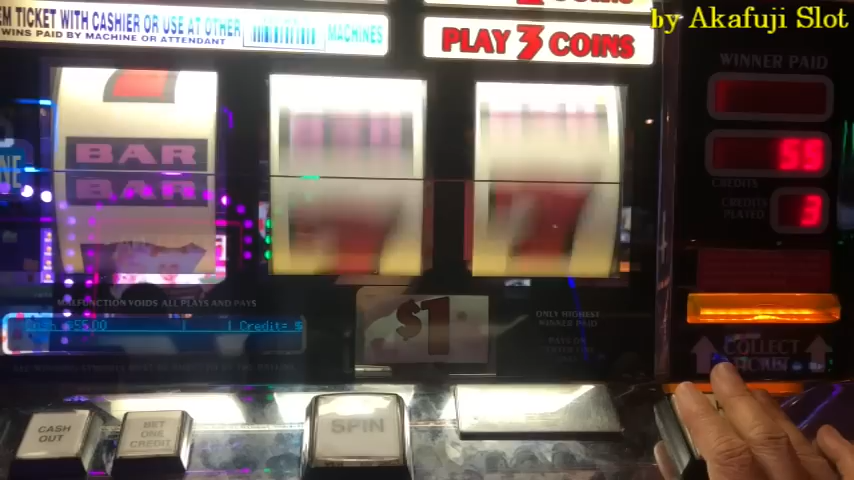 by Akafuji Slot
EM TICKET WITH CASHIER OR USE AT OTHER MACHINES
WINS PAID BY MACHINE OR ATTENDANT
PLAY 3 COINS
WINNER PAID
BAR
BAR
55
CREDITS
CREDITS
PLAYED
3
MALFUNCTION VOIDS ALL PLAYS AND PAYS
$1
ONLY HIGHEST
WINNER PAID
PAYS ON
COLLECT
CASH
OUT
BET
ONE
CREDIT
SPIN